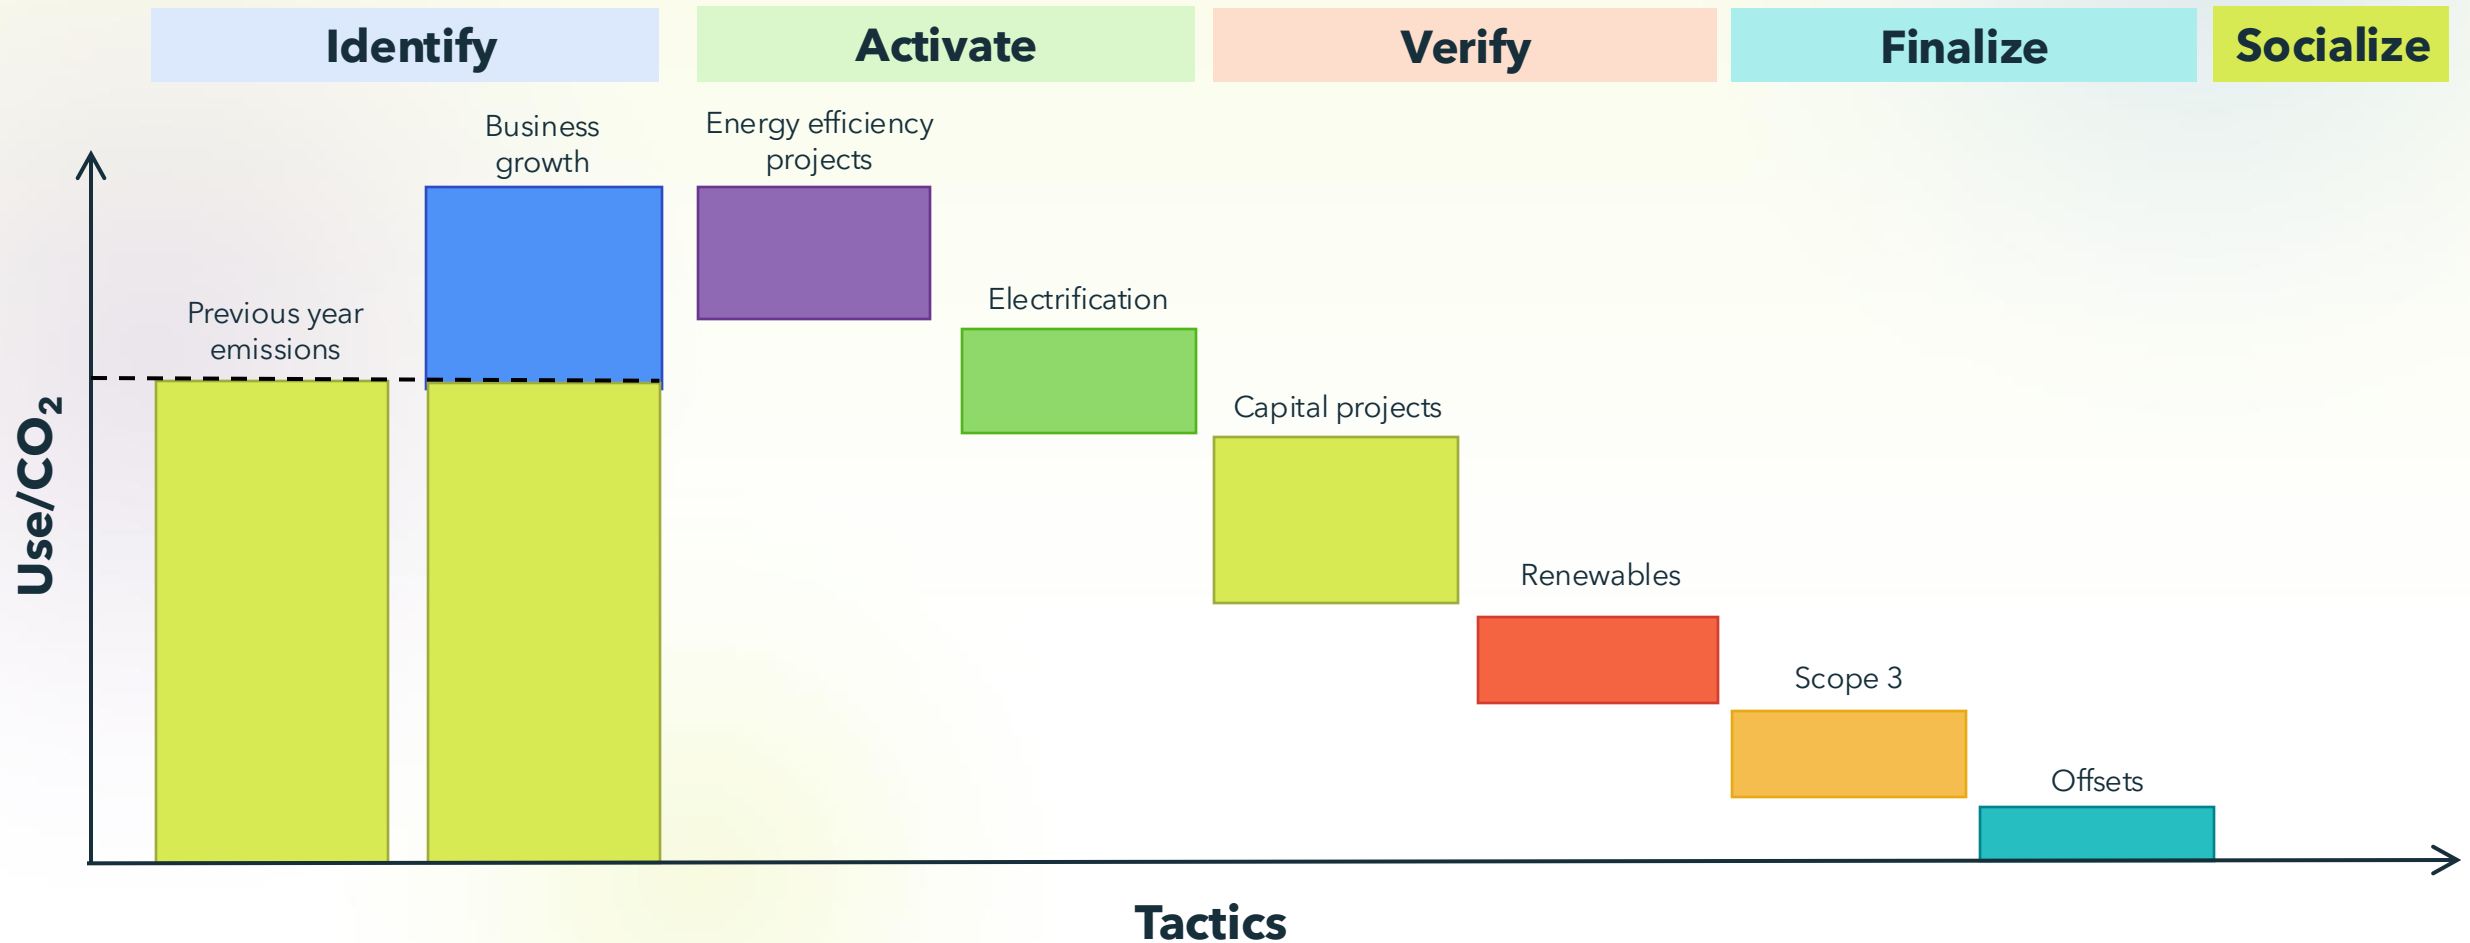 Identify
Activate
Verify
Finalize
Socialize
Business
growth
Energy efficiency
projects
Previous year
emissions
Electrification
Capital projects
Renewables
Scope 3
Offsets
Use/CO₂
Tactics